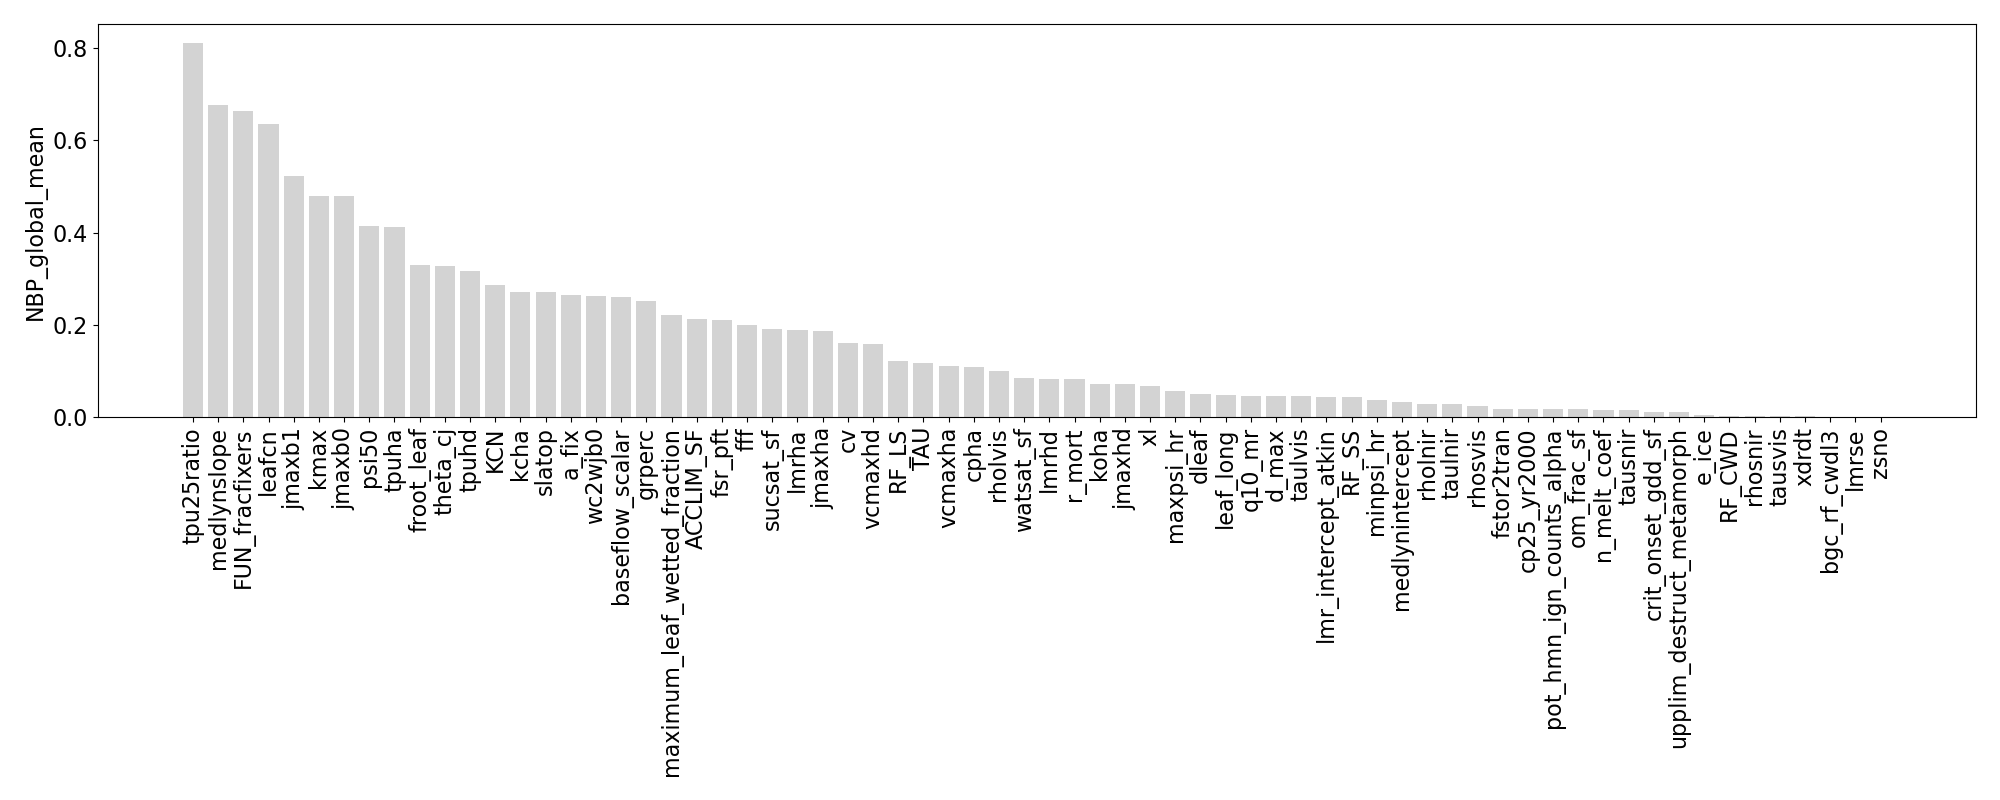 NBP_global_mean
0.8
0.6
0.4
0.2
0.0
tpu25ratio
medlynslope
FUN_fracfixers
leafcn
jmaxb1
kmax
jmaxb0
psi50
tpuha
froot_leaf
theta_cj
tpuhd
KCN
kcha
slatop
a_fix
wc2wjb0
baseflow_scalar
grperc
maximum_leaf_wetted_fraction
ACCLIM_SF
fsr_pft
fff
sucsat_sf
lmrha
jmaxha
cv
vcmaxhd
RF_LS
TAU
vcmaxha
cpha
rholvis
watsat_sf
lmrhd
r_mort
koha
jmaxhd
xl
maxpsi_hr
dleaf
leaf_long
q10_mr
d_max
taulvis
lmr_intercept_atkin
RF_SS
minpsi_hr
medlynintercept
rholnir
taulnir
rhosvis
fstor2tran
cp25_yr2000
pot_hmn_ign_counts_alpha
om_frac_sf
n_melt_coef
tausnir
crit_onset_gdd_sf
upplim_destruct_metamorph
e_ice
RF_CWD
rhosnir
tausvis
xdrdt
bgc_rf_cwdl3
lmrse
zsno